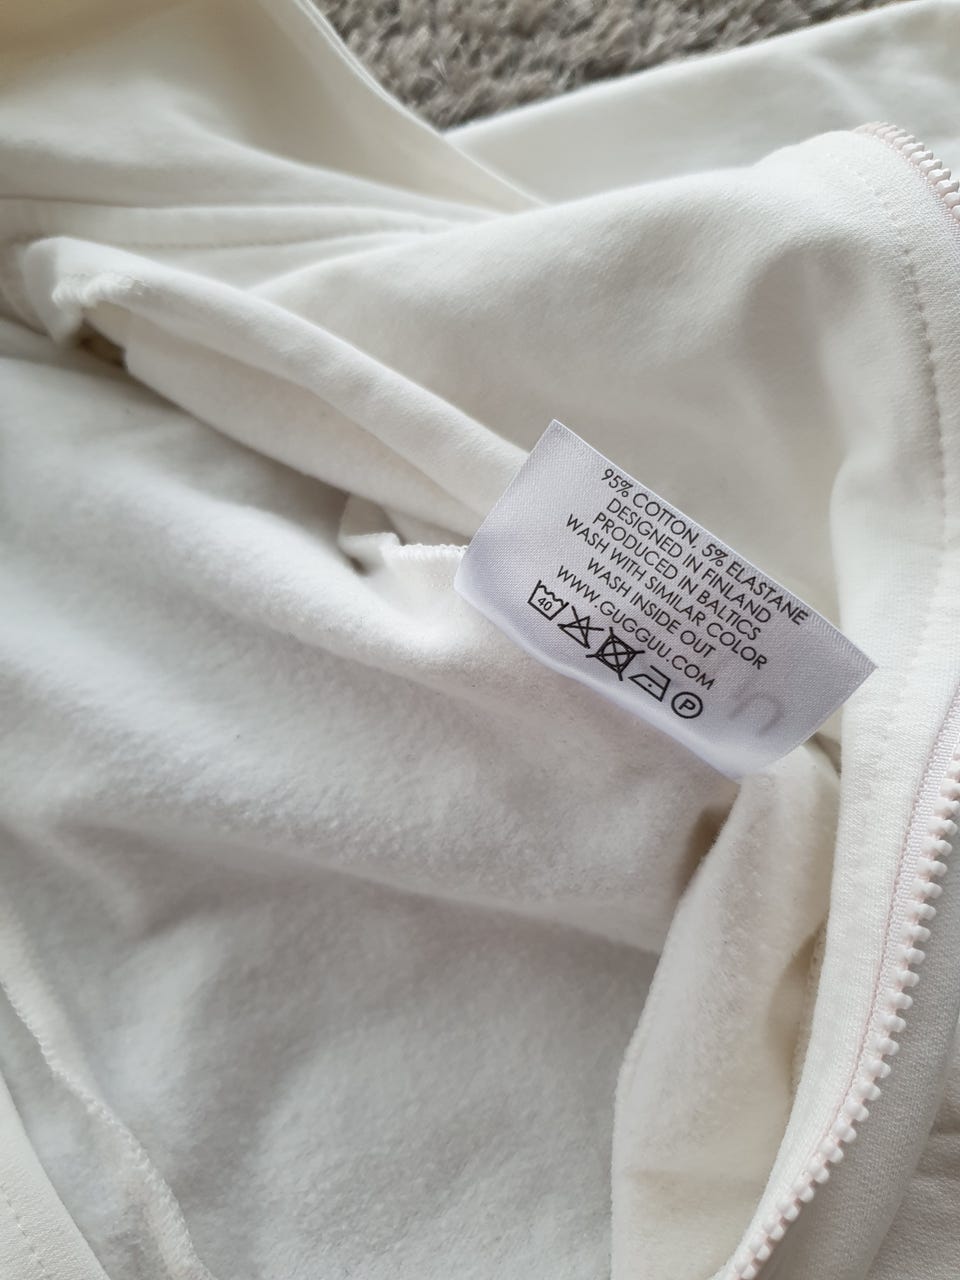 95% COTTON, 5% ELASTANE
DESIGNED IN FINLAND
PRODUCED IN BALTICS
WASH WITH SIMILAR COLOR
WASH INSIDE OUT
WWW.GUGGUU.COM
40 P